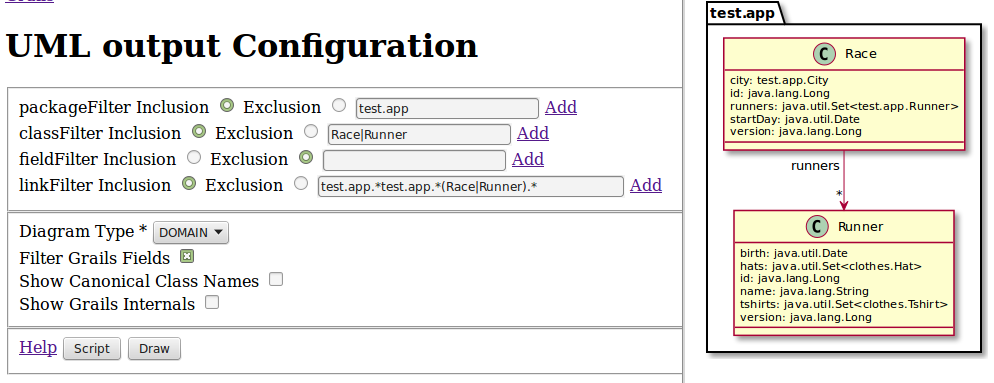 UML output Configuration
packageFilter Inclusion Exclusion test.app Add
classFilter Inclusion Exclusion Race|Runner Add
fieldFilter Inclusion Exclusion Add
linkFilter Inclusion Exclusion test.app.*test.app.*(Race|Runner).* Add
Diagram Type * DOMAIN
Filter Grails Fields
Show Canonical Class Names
Show Grails Internals
Help Script Draw
test.app
C Race
city: test.app.City
id: java.lang.Long
runners: java.util.Set<test.app.Runner>
startDay: java.util.Date
version: java.lang.Long
runners
*
C Runner
birth: java.util.Date
hats: java.util.Set<clothes.Hat>
id: java.lang.Long
name: java.lang.String
tshirts: java.util.Set<clothes.Tshirt>
version: java.lang.Long